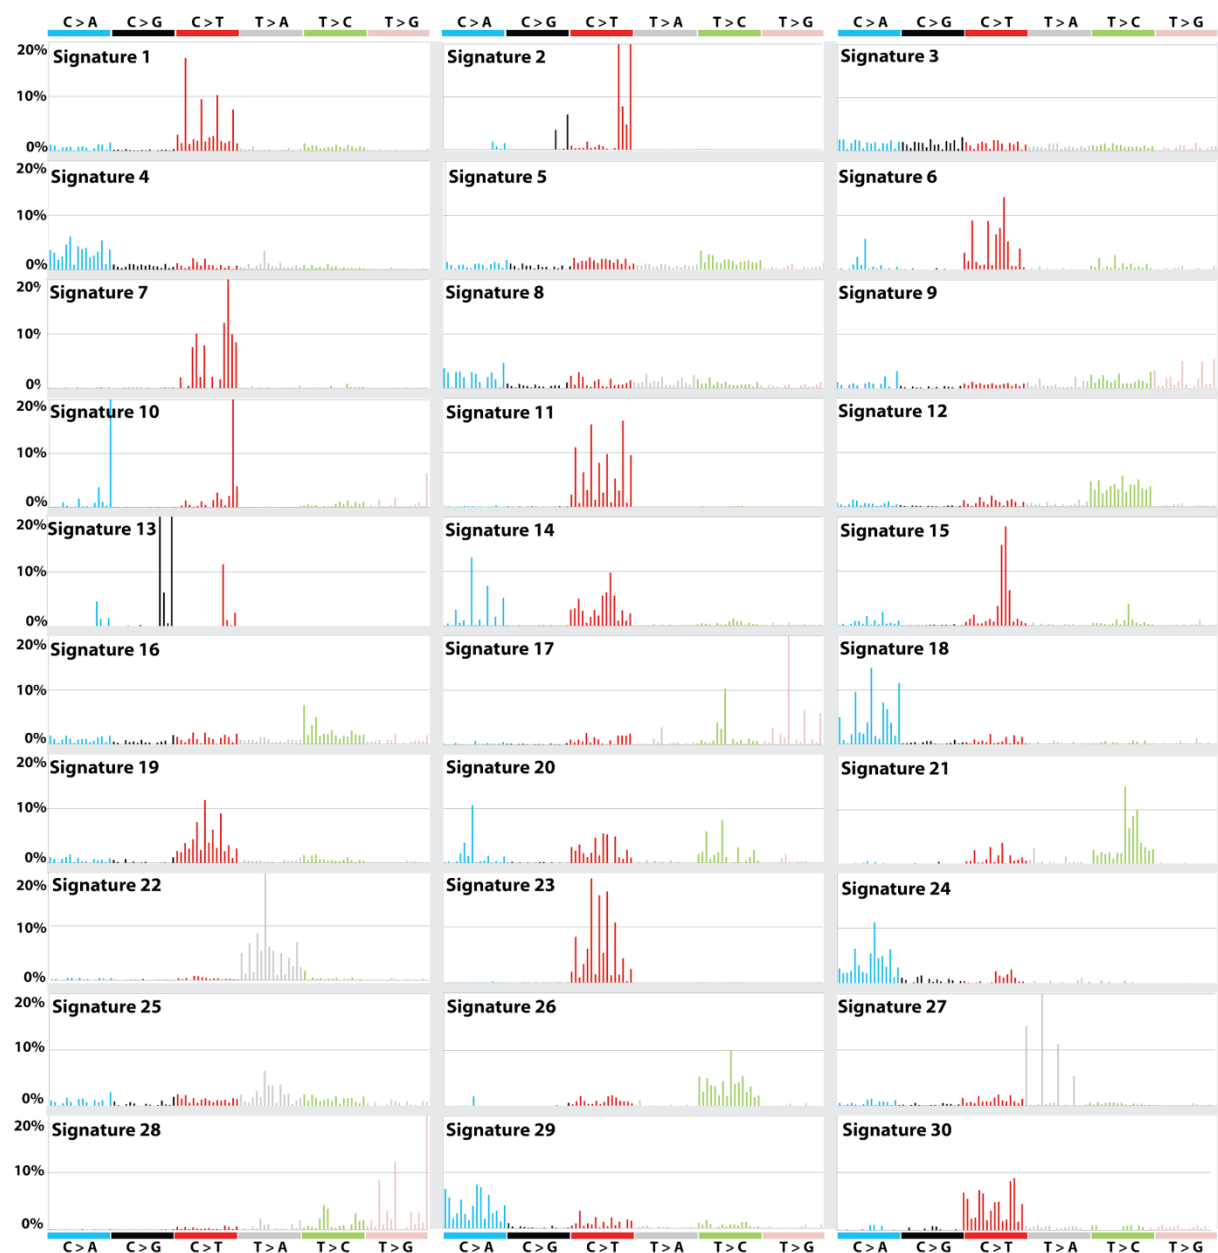 C > A C > G C > T T > A T > C T > G C > A C > G C > T T > A T > C T > G C > A C > G C > T T > A T > C T > G
20% Signature 1 Signature 2 Signature 3
10%
0%
20% Signature 4 Signature 5 Signature 6
10%
0%
20% Signature 7 Signature 8 Signature 9
10%
0%
20% Signature 10 Signature 11 Signature 12
10%
0%
20% Signature 13 Signature 14 Signature 15
10%
0%
20% Signature 16 Signature 17 Signature 18
10%
0%
20% Signature 19 Signature 20 Signature 21
10%
0%
20% Signature 22 Signature 23 Signature 24
10%
0%
20% Signature 25 Signature 26 Signature 27
10%
0%
20% Signature 28 Signature 29 Signature 30
10%
0%
C > A C > G C > T T > A T > C T > G C > A C > G C > T T > A T > C T > G C > A C > G C > T T > A T > C T > G